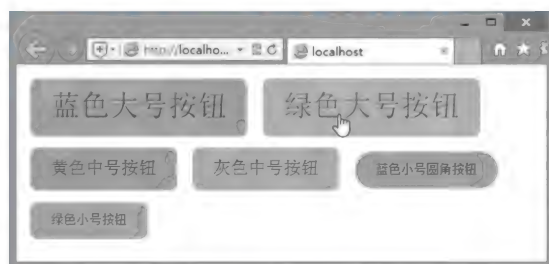 http://localho...
localhost
蓝色大号按钮 绿色大号按钮
黄色中号按钮 灰色中号按钮 蓝色小号圆角按钮
绿色小号按钮